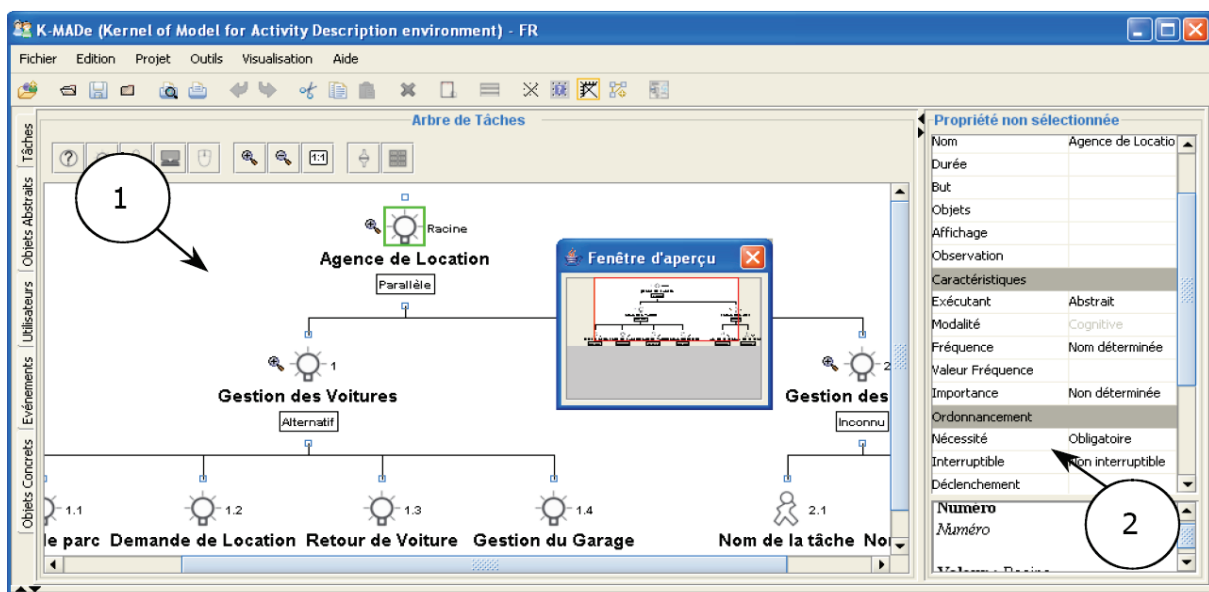 K-MADe (Kernel of Model for Activity Description environment) - FR
Fichier Edition Projet Outils Visualisation Aide
Tâches
Objets Abstraits
Utilisateurs
Evénements
Objets Concrets
Arbre de Tâches
1:1
1
Racine
Agence de Location
Parallèle
Fenêtre d'aperçu
1
Gestion des Voitures
Alternatif
2
Gestion des
Inconnu
1.1
1.2
1.3
1.4
2.1
le parc Demande de Location Retour de Voiture Gestion du Garage Nom de la tâche
Propriété non sélectionnée
Nom Agence de Locatio
Durée
But
Objets
Affichage
Observation
Caractéristiques
Exécutant Abstrait
Modalité Cognitive
Fréquence Nom déterminée
Valeur Fréquence
Importance Non déterminée
Ordonnancement
Nécessité Obligatoire
Interruptible Non interruptible
Déclenchement
Numéro
Numéro
2